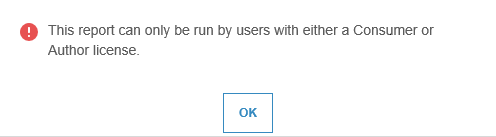 This report can only be run by users with either a Consumer or
Author license.
OK